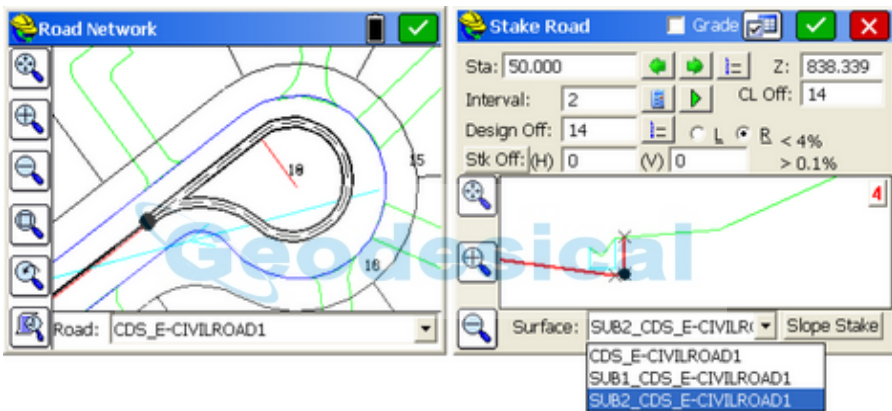 Road Network
18
15
16
Road: CDS_E-CIVILROAD1
Stake Road
Grade
Sta: 50.000
Z: 838.339
Interval: 2
CL Off: 14
Design Off: 14
L
R
< 4%
Stk Off: (H) 0
(V) 0
> 0.1%
4
Surface: SUB2_CDS_E-CIVILR(
Slope Stake
CDS_E-CIVILROAD1
SUB1_CDS_E-CIVILROAD1
SUB2_CDS_E-CIVILROAD1
Geodesical